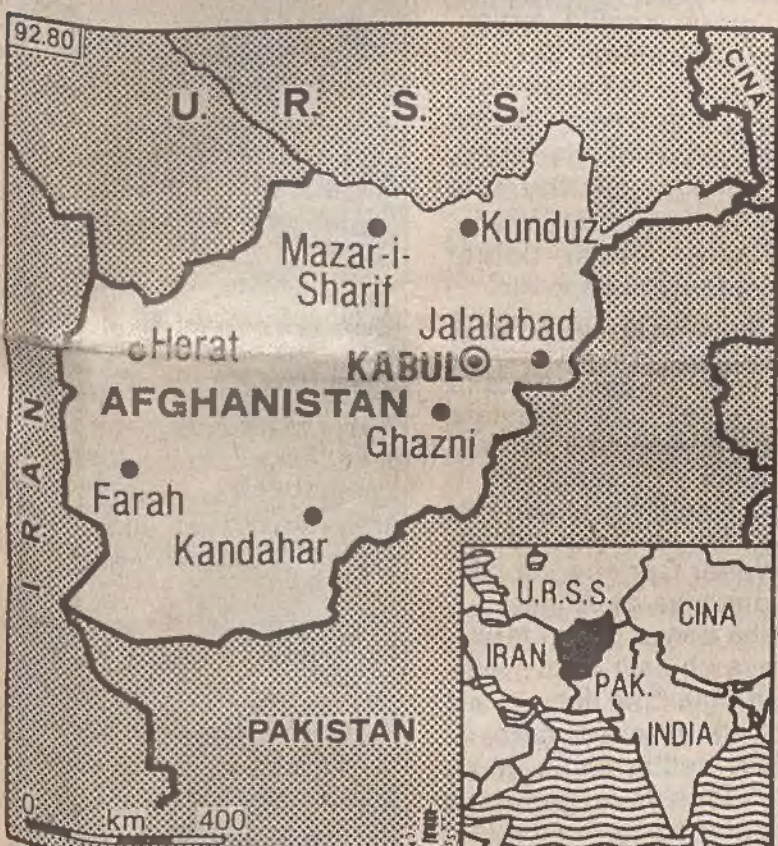 92.80
CINA
U. R. S. S.
Mazar-i-
Sharif
Kunduz
Jalalabad
Herat
KABUL
AFGHANISTAN
Ghazni
Farah
Kandahar
IRAN
U.R.S.S.
CINA
IRAN
PAK.
INDIA
PAKISTAN
0 km 400